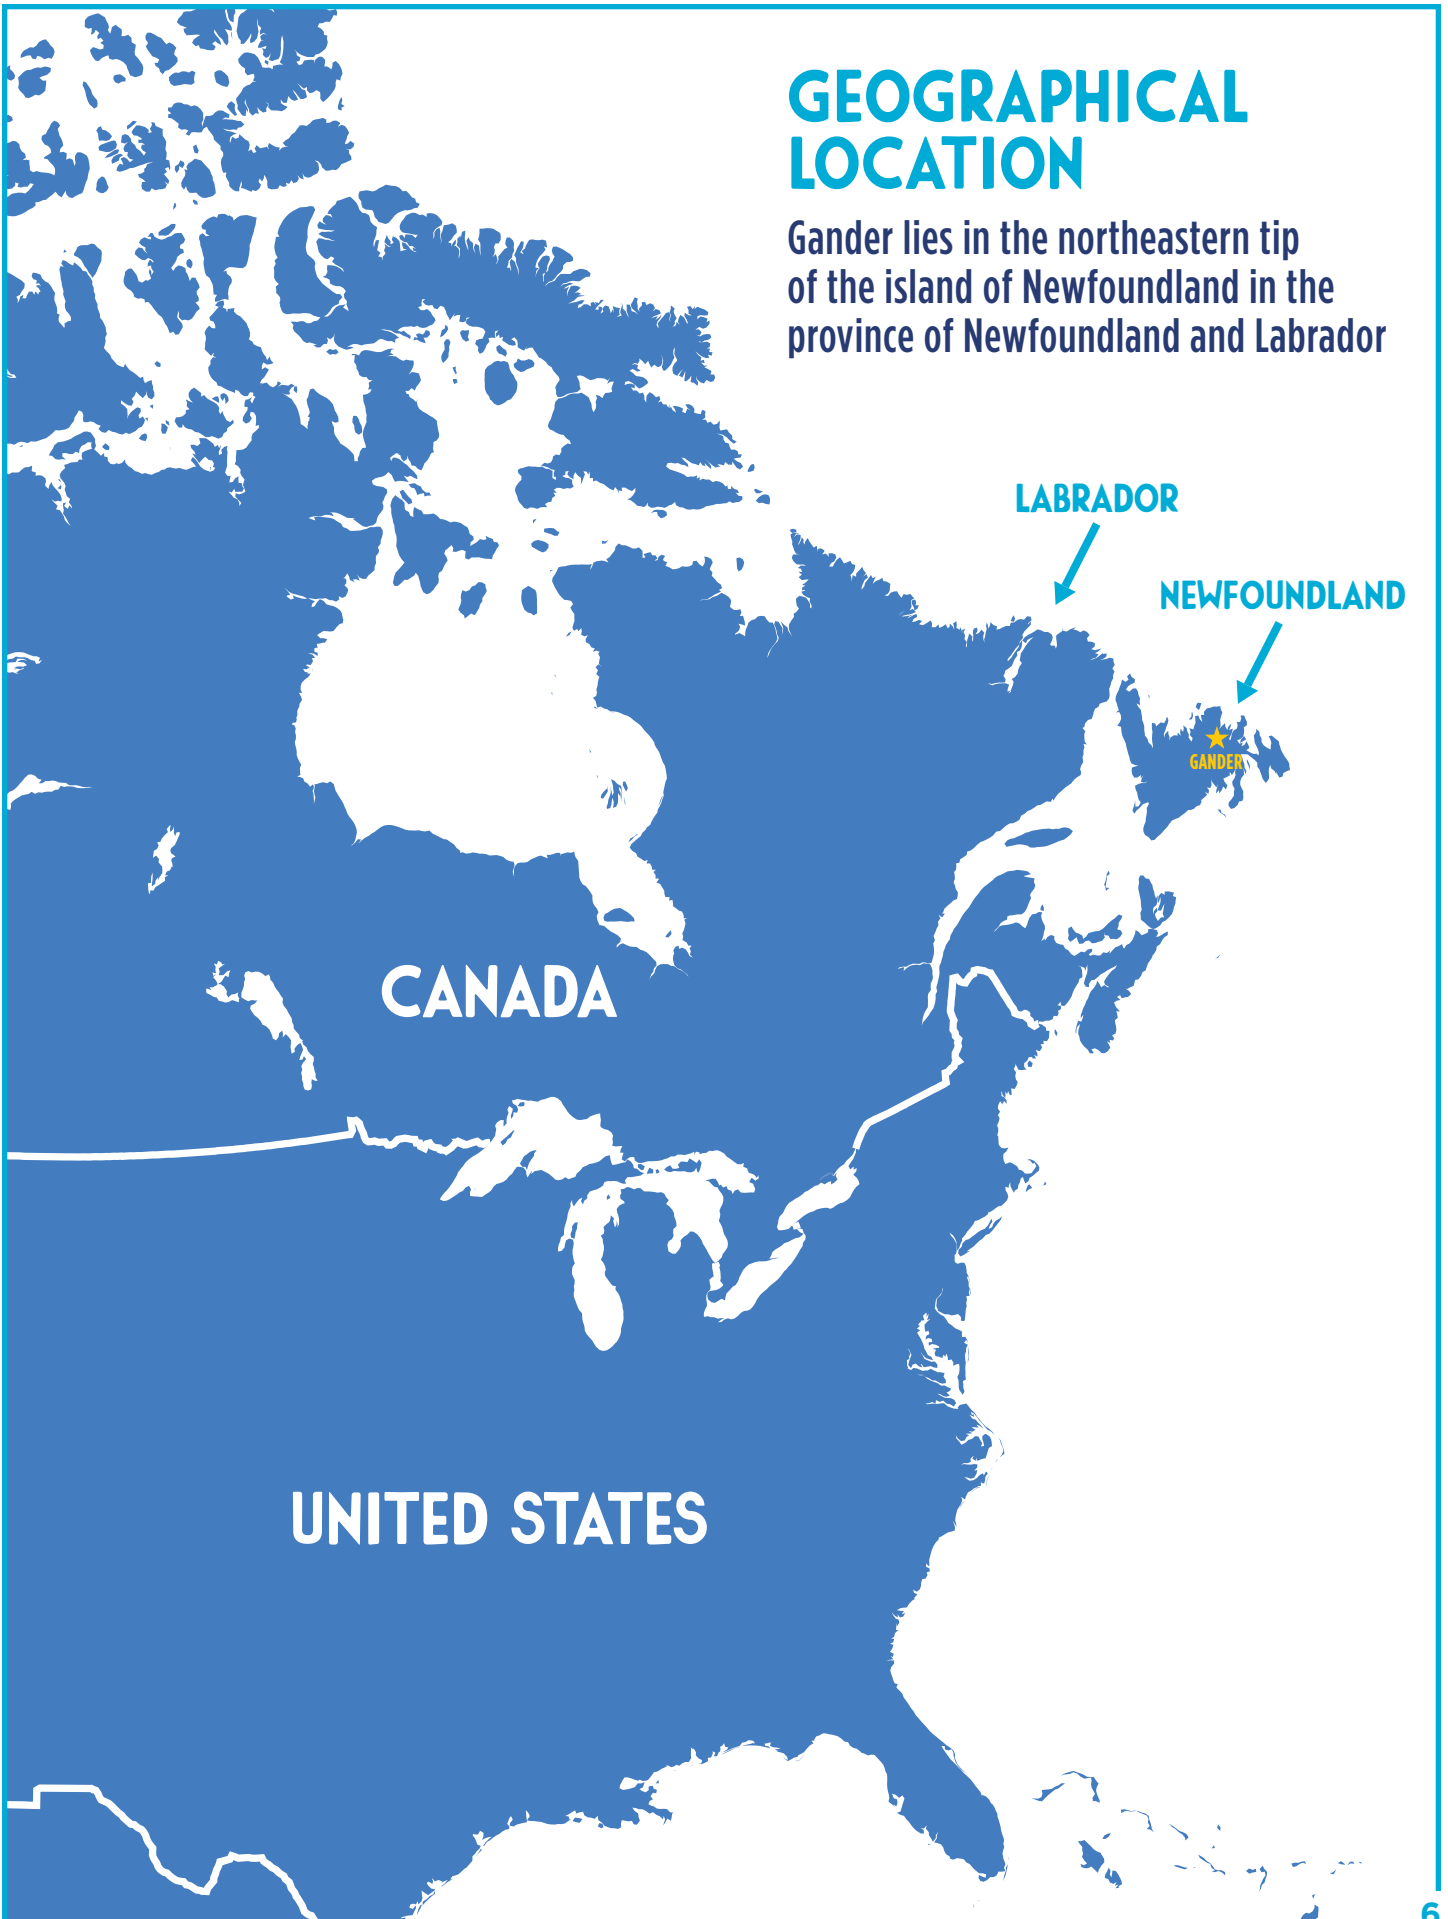 GEOGRAPHICAL
LOCATION
Gander lies in the northeastern tip
of the island of Newfoundland in the
province of Newfoundland and Labrador
LABRADOR
NEWFOUNDLAND
GANDER
CANADA
UNITED STATES
6